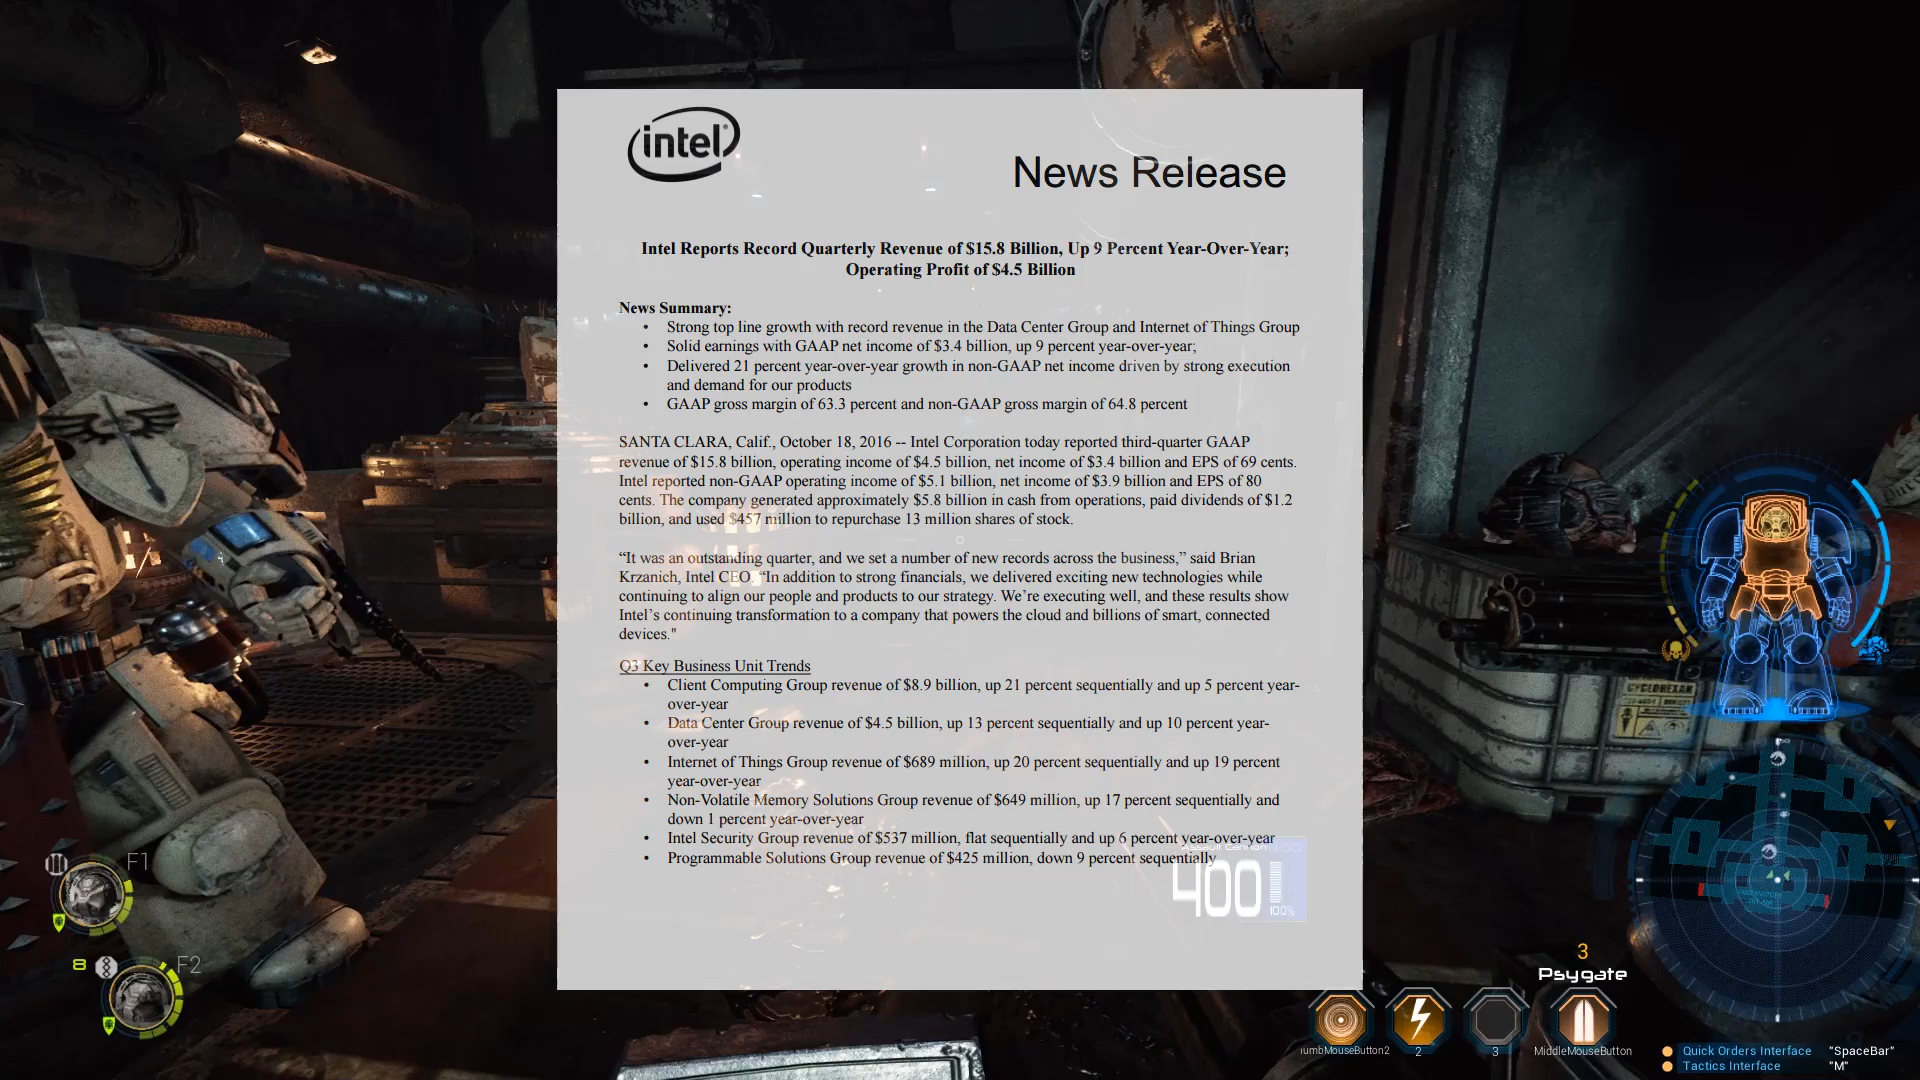 intel
News Release
Intel Reports Record Quarterly Revenue of $15.8 Billion, Up 9 Percent Year-Over-Year;
Operating Profit of $4.5 Billion
News Summary:
• Strong top line growth with record revenue in the Data Center Group and Internet of Things Group
• Solid earnings with GAAP net income of $3.4 billion, up 9 percent year-over-year;
• Delivered 21 percent year-over-year growth in non-GAAP net income driven by strong execution
and demand for our products
• GAAP gross margin of 63.3 percent and non-GAAP gross margin of 64.8 percent
SANTA CLARA, Calif., October 18, 2016 -- Intel Corporation today reported third-quarter GAAP
revenue of $15.8 billion, operating income of $4.5 billion, net income of $3.4 billion and EPS of 69 cents.
Intel reported non-GAAP operating income of $5.1 billion, net income of $3.9 billion and EPS of 80
cents. The company generated approximately $5.8 billion in cash from operations, paid dividends of $1.2
billion, and used $457 million to repurchase 13 million shares of stock.
“It was an outstanding quarter, and we set a number of new records across the business,” said Brian
Krzanich, Intel CEO. “In addition to strong financials, we delivered exciting new technologies while
continuing to align our people and products to our strategy. We’re executing well, and these results show
Intel’s continuing transformation to a company that powers the cloud and billions of smart, connected
devices."
Q3 Key Business Unit Trends
• Client Computing Group revenue of $8.9 billion, up 21 percent sequentially and up 5 percent year-
over-year
• Data Center Group revenue of $4.5 billion, up 13 percent sequentially and up 10 percent year-
over-year
• Internet of Things Group revenue of $689 million, up 20 percent sequentially and up 19 percent
year-over-year
• Non-Volatile Memory Solutions Group revenue of $649 million, up 17 percent sequentially and
down 1 percent year-over-year
• Intel Security Group revenue of $537 million, flat sequentially and up 6 percent year-over-year
• Programmable Solutions Group revenue of $425 million, down 9 percent sequentially
Assault Cannon
400
100%
F1
8
F2
CYCLOHEXAN
3
Psygate
umbMouseButton2
2
3
MiddleMouseButton
Quick Orders Interface "SpaceBar"
Tactics Interface "M"